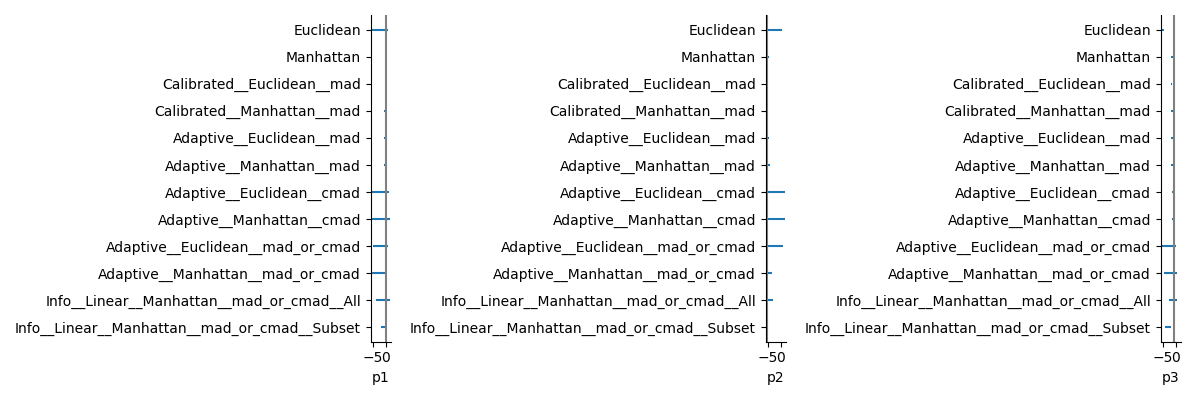 Euclidean
Manhattan
Calibrated__Euclidean__mad
Calibrated__Manhattan__mad
Adaptive__Euclidean__mad
Adaptive__Manhattan__mad
Adaptive__Euclidean__cmad
Adaptive__Manhattan__cmad
Adaptive__Euclidean__mad_or_cmad
Adaptive__Manhattan__mad_or_cmad
Info__Linear__Manhattan__mad_or_cmad__All
Info__Linear__Manhattan__mad_or_cmad__Subset
−50
p1
Euclidean
Manhattan
Calibrated__Euclidean__mad
Calibrated__Manhattan__mad
Adaptive__Euclidean__mad
Adaptive__Manhattan__mad
Adaptive__Euclidean__cmad
Adaptive__Manhattan__cmad
Adaptive__Euclidean__mad_or_cmad
Adaptive__Manhattan__mad_or_cmad
Info__Linear__Manhattan__mad_or_cmad__All
Info__Linear__Manhattan__mad_or_cmad__Subset
−50
p2
Euclidean
Manhattan
Calibrated__Euclidean__mad
Calibrated__Manhattan__mad
Adaptive__Euclidean__mad
Adaptive__Manhattan__mad
Adaptive__Euclidean__cmad
Adaptive__Manhattan__cmad
Adaptive__Euclidean__mad_or_cmad
Adaptive__Manhattan__mad_or_cmad
Info__Linear__Manhattan__mad_or_cmad__All
Info__Linear__Manhattan__mad_or_cmad__Subset
−50
p3